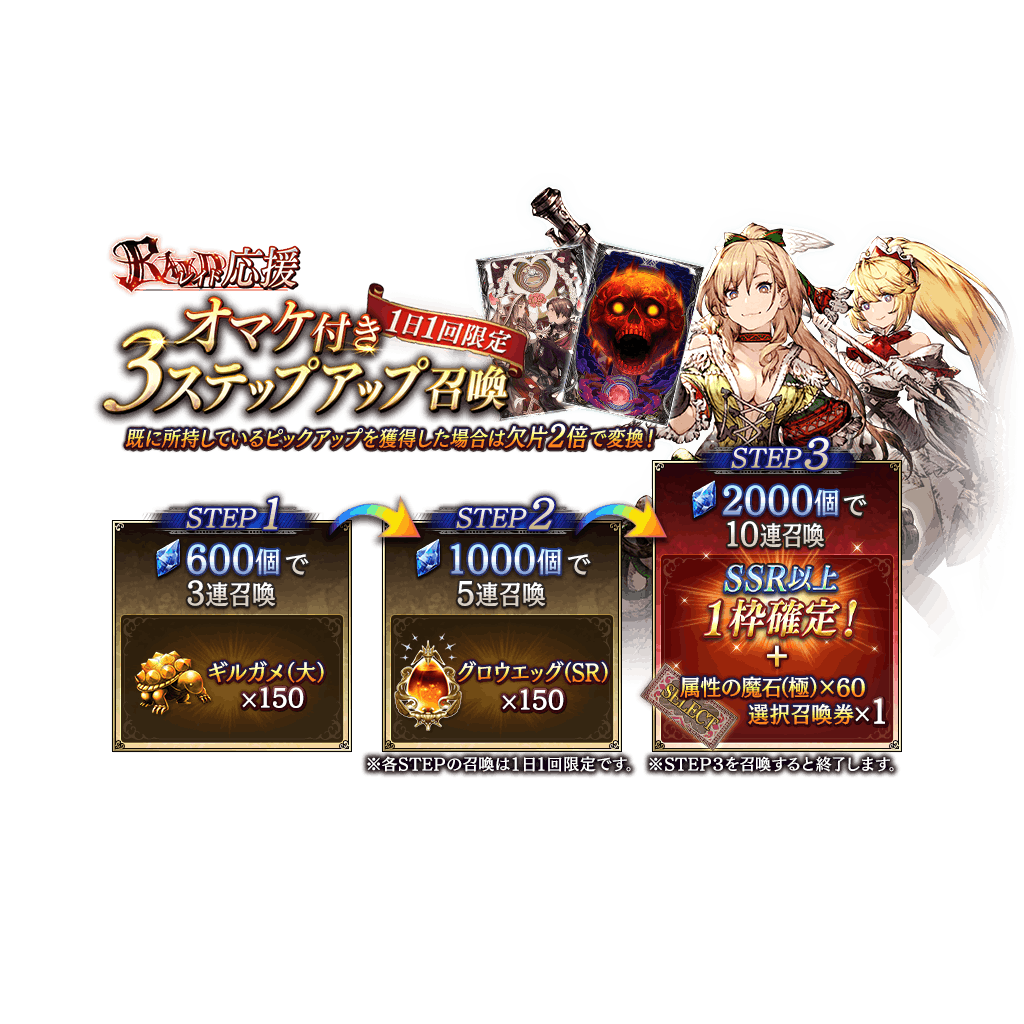 RAID応援
オマケ付き
1日1回限定
3ステップアップ召喚
既に所持しているピックアップを獲得した場合は欠片2倍で変換！
STEP 1
600個で
3連召喚
ギルガメ(大)
×150
STEP 2
1000個で
5連召喚
グロウエッグ(SR)
×150
※各STEPの召喚は1日1回限定です。
STEP 3
2000個で
10連召喚
SSR以上
1枠確定！
+
属性の魔石(極)×60
SELECT
選択召喚券×1
※STEP3を召喚すると終了します。